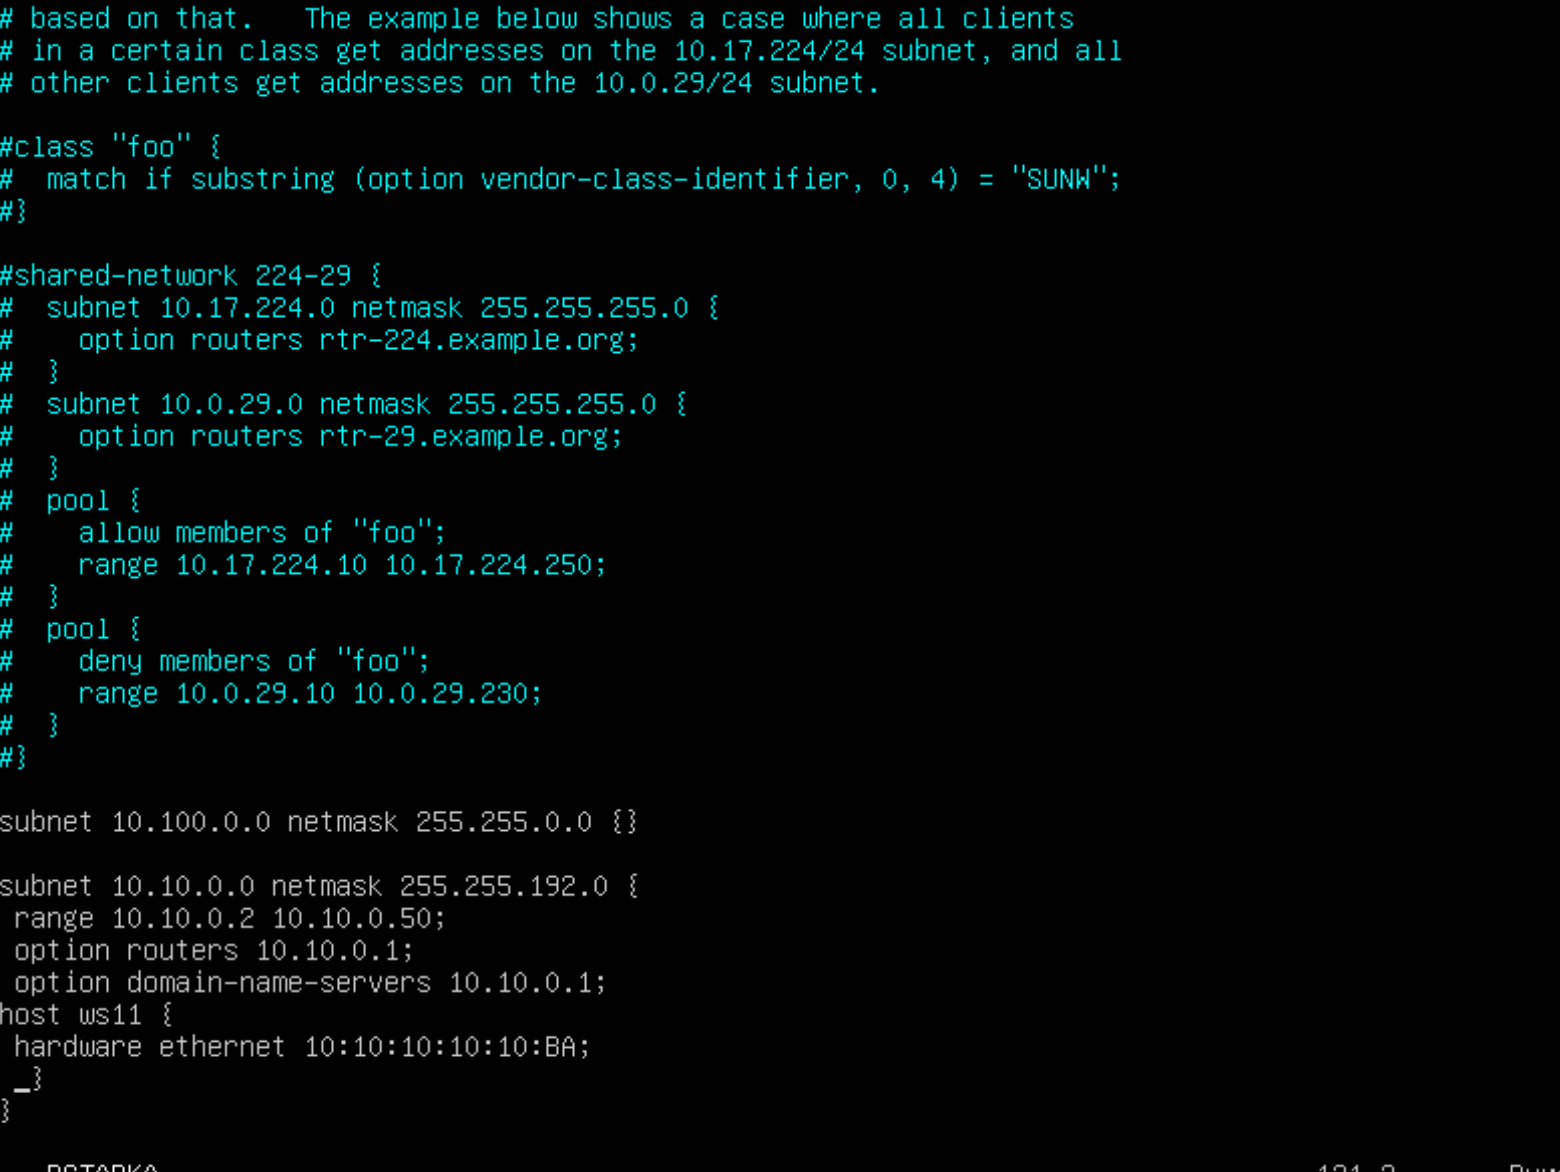 # based on that.   The example below shows a case where all clients
# in a certain class get addresses on the 10.17.224/24 subnet, and all
# other clients get addresses on the 10.0.29/24 subnet.
#class "foo" {
#  match if substring (option vendor-class-identifier, 0, 4) = "SUNW";
#}
#shared-network 224-29 {
#  subnet 10.17.224.0 netmask 255.255.255.0 {
#    option routers rtr-224.example.org;
#  }
#  subnet 10.0.29.0 netmask 255.255.255.0 {
#    option routers rtr-29.example.org;
#  }
#  pool {
#    allow members of "foo";
#    range 10.17.224.10 10.17.224.250;
#  }
#  pool {
#    deny members of "foo";
#    range 10.0.29.10 10.0.29.230;
#  }
#}
subnet 10.100.0.0 netmask 255.255.0.0 {}
subnet 10.10.0.0 netmask 255.255.192.0 {
 range 10.10.0.2 10.10.0.50;
 option routers 10.10.0.1;
 option domain-name-servers 10.10.0.1;
host ws11 {
 hardware ethernet 10:10:10:10:10:BA;
 }
}